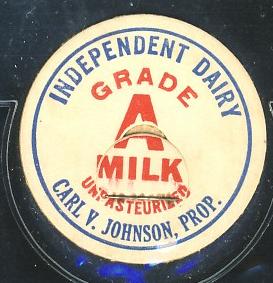 INDEPENDENT DAIRY
GRADE
A
MILK
UNPASTEURIZED
CARL V. JOHNSON, PROP.